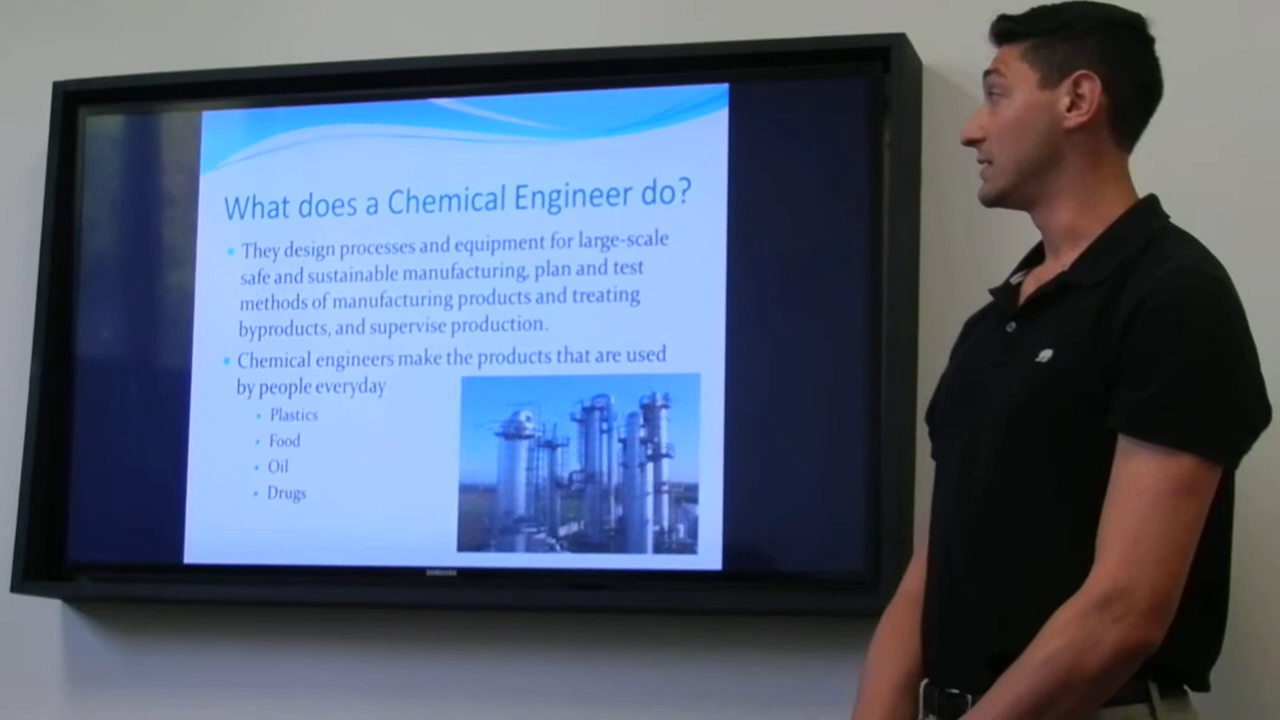 What does a Chemical Engineer do?
• They design processes and equipment for large-scale
safe and sustainable manufacturing, plan and test
methods of manufacturing products and treating
byproducts, and supervise production.
• Chemical engineers make the products that are used
by people everyday
• Plastics
• Food
• Oil
• Drugs
SAMSUNG